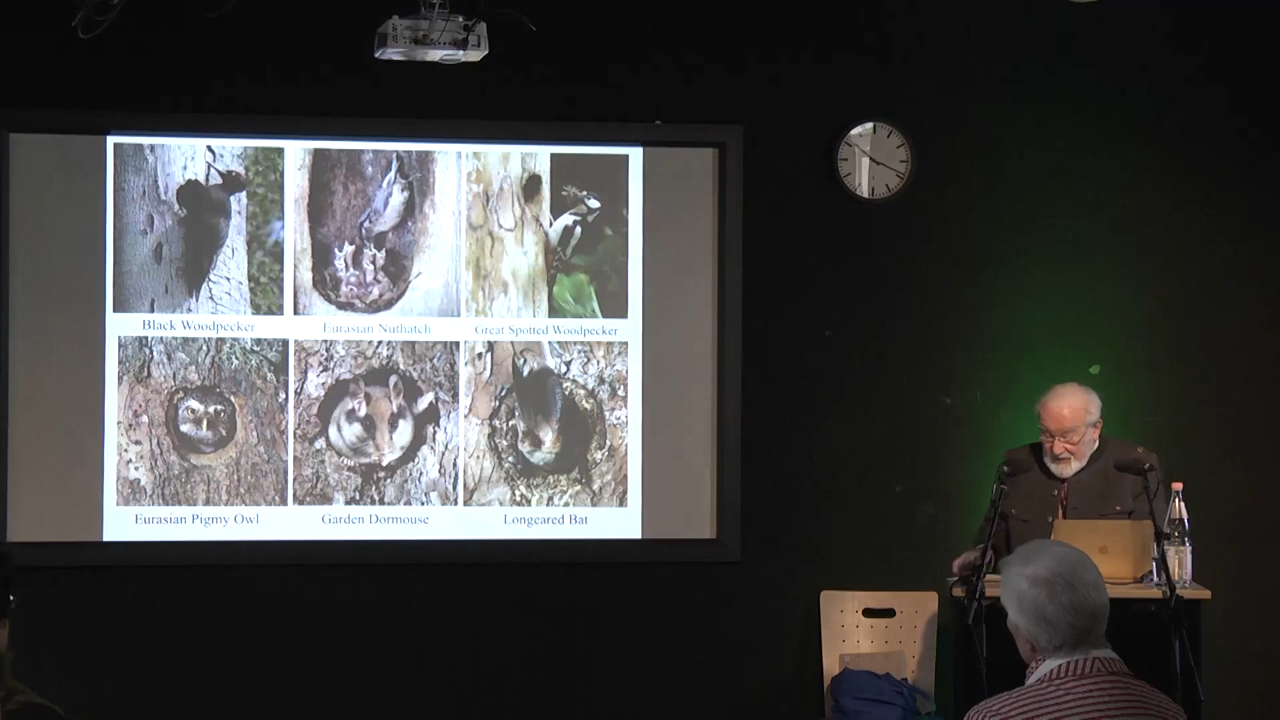 Black Woodpecker
Eurasian Nuthatch
Great Spotted Woodpecker
Eurasian Pigmy Owl
Garden Dormouse
Longeared Bat